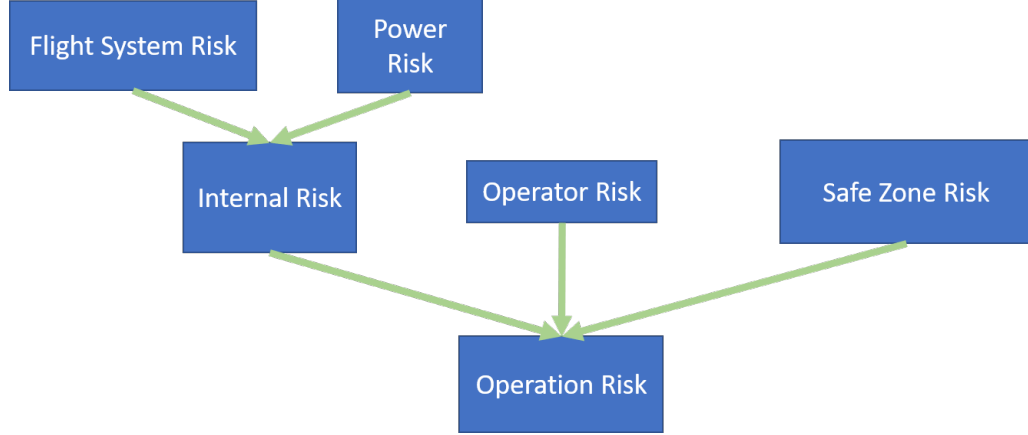 Flight System Risk
Power
Risk
Internal Risk
Operator Risk
Safe Zone Risk
Operation Risk